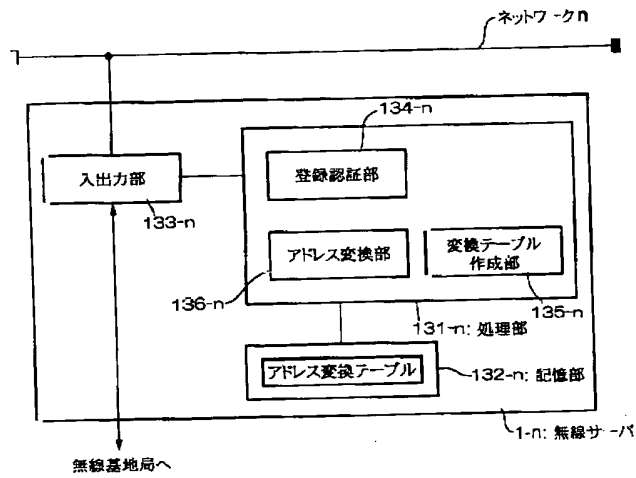 ネットワークn
134-n
入出力部
登録認証部
133-n
アドレス変換部
変換テーブル
作成部
136-n
135-n
131-n: 処理部
アドレス変換テーブル
132-n: 記憶部
1-n: 無線サーバ
無線基地局へ